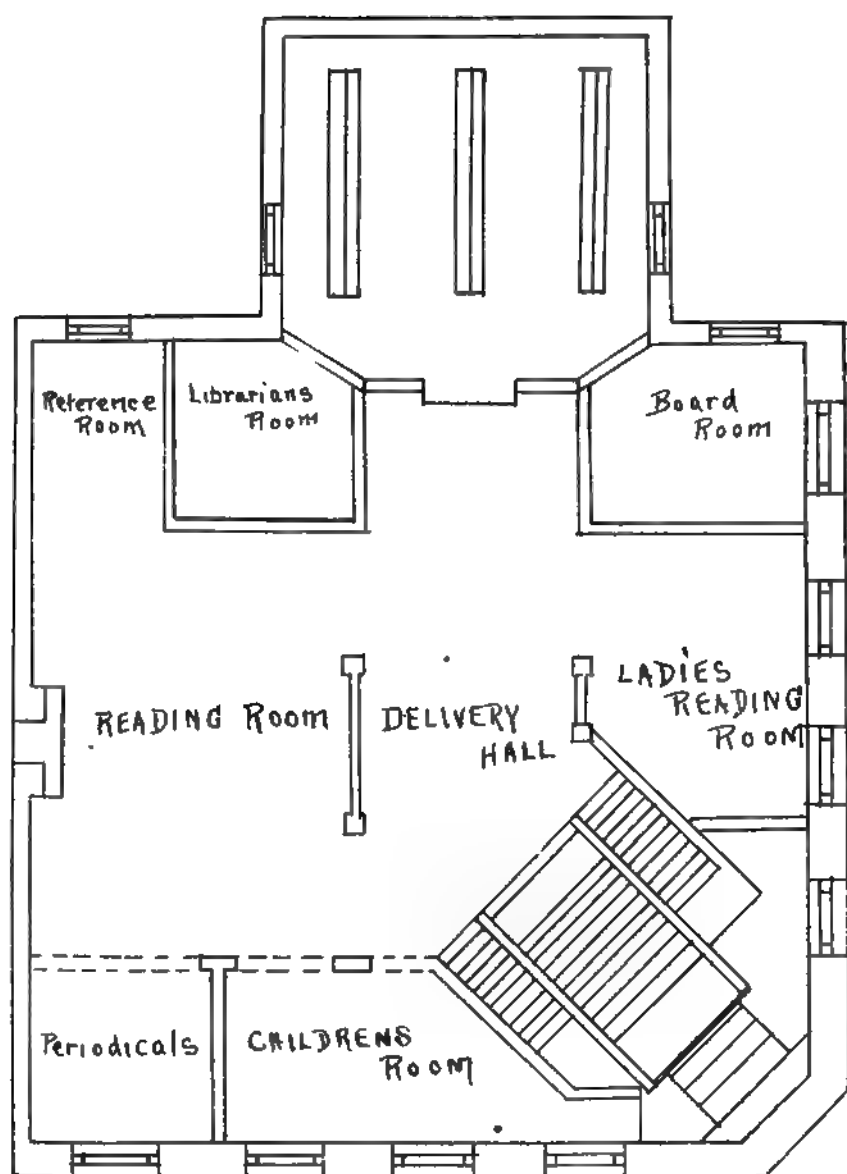 Reference
Room
Librarians
Room
Board
Room
READING ROOM
DELIVERY
HALL
LADIES
READING
ROOM
Periodicals
CHILDRENS
ROOM